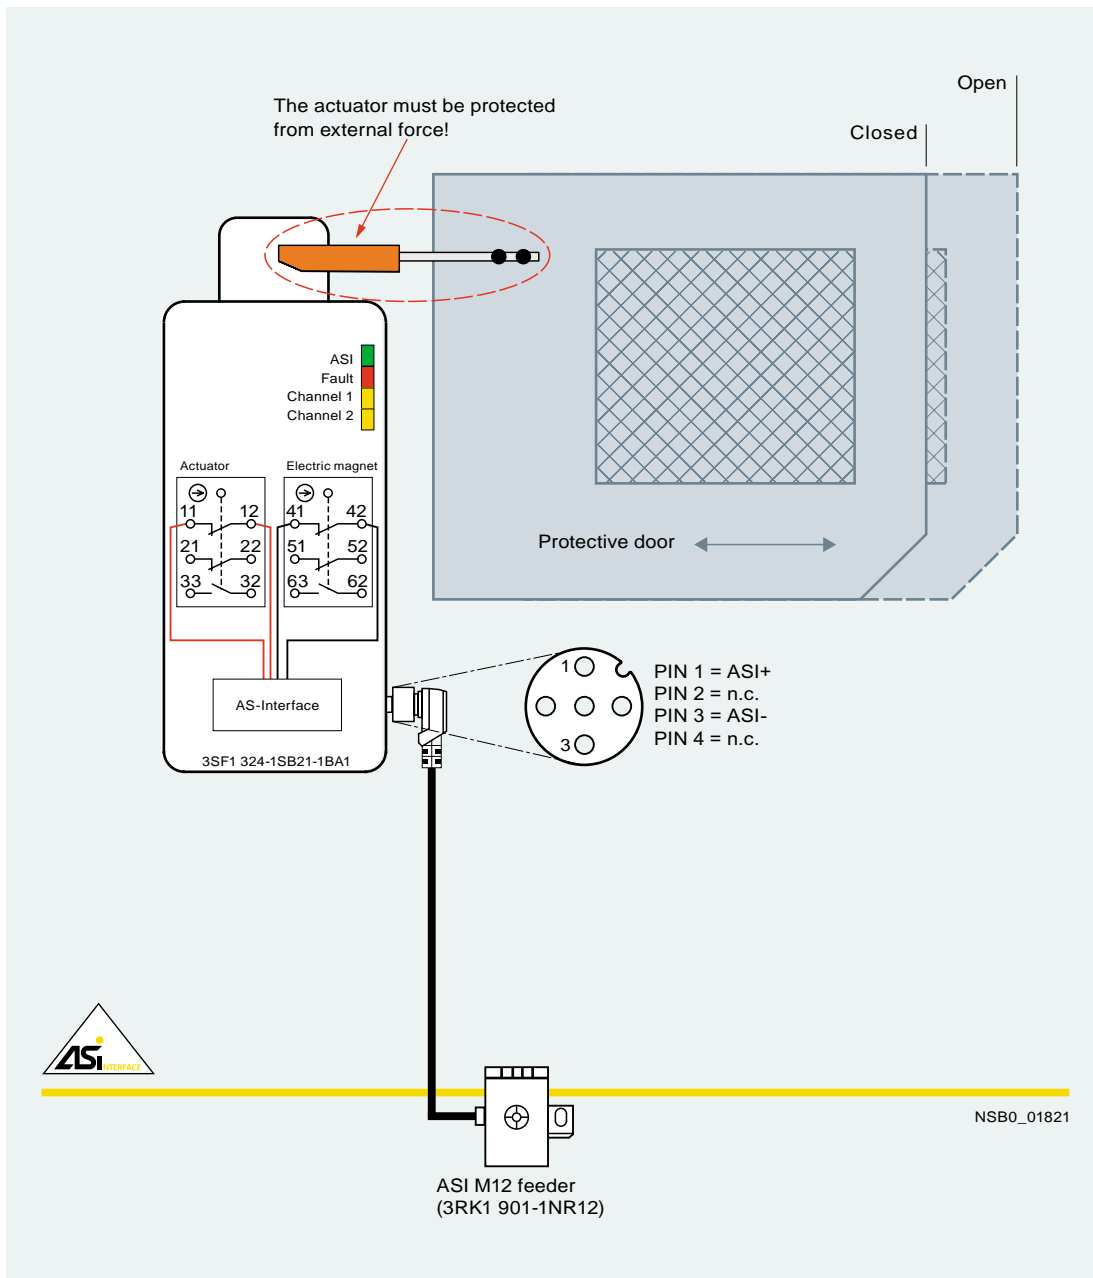 Open
Closed
The actuator must be protected
from external force!
ASI
Fault
Channel 1
Channel 2
Actuator
Electric magnet
11 12 41 42
21 22 51 52
33 32 63 62
Protective door
AS-Interface
3SF1 324-1SB21-1BA1
1
3
PIN 1 = ASI+
PIN 2 = n.c.
PIN 3 = ASI-
PIN 4 = n.c.
ASi
INTERFACE
NSB0_01821
ASI M12 feeder
(3RK1 901-1NR12)